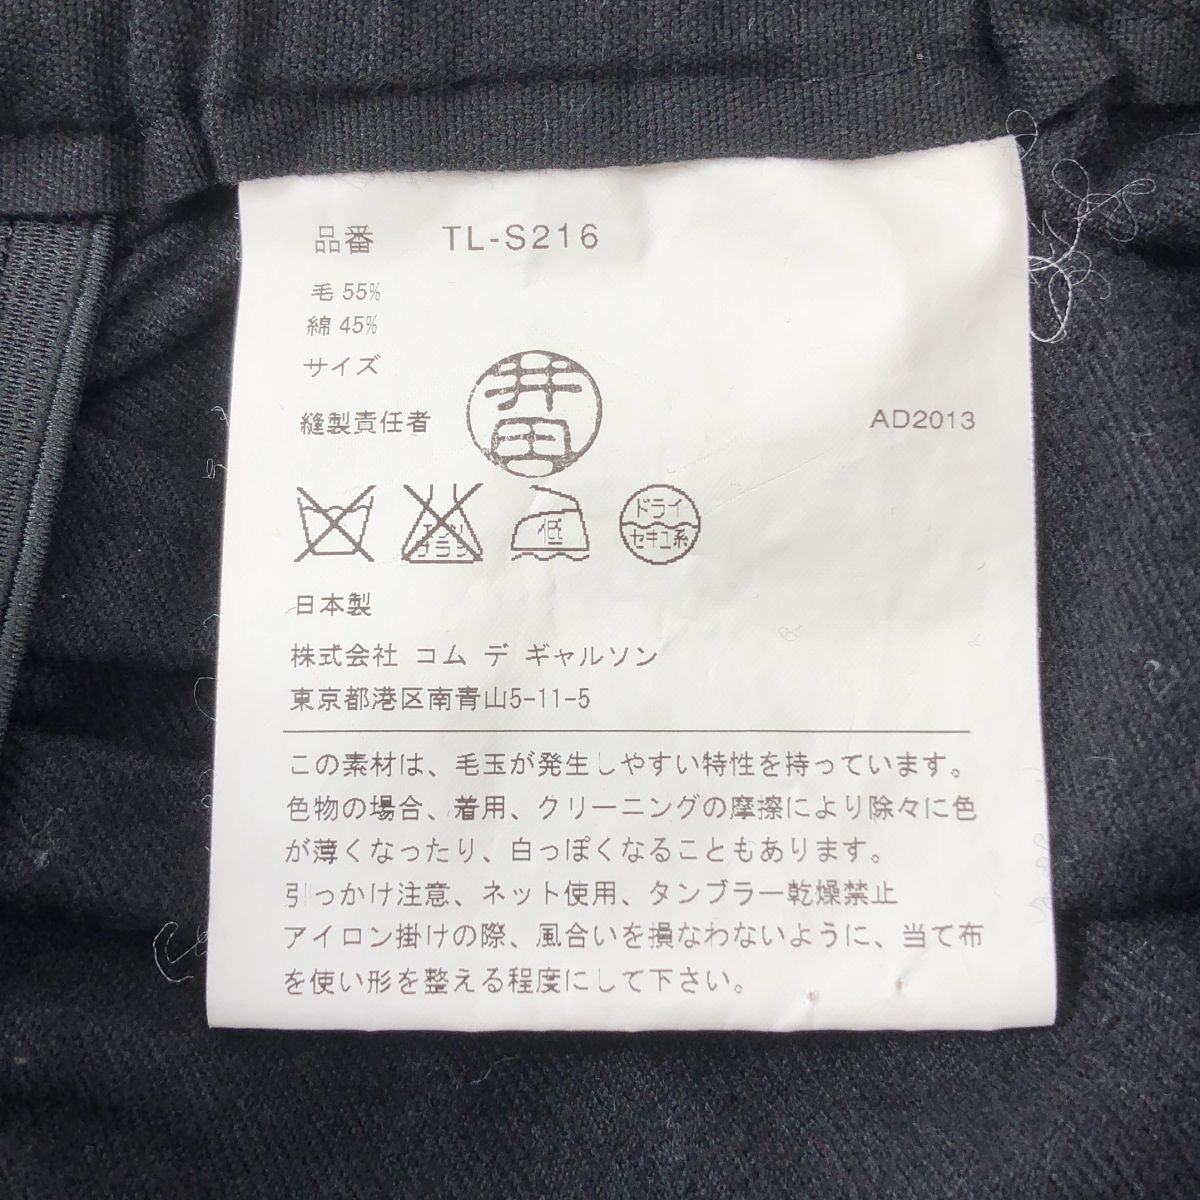 品番 TL-S216
毛 55%
綿 45%
サイズ
縫製責任者 井田 AD2013
エンソ サラシ 低 ドライ セキユ系
日本製
株式会社 コム デ ギャルソン
東京都港区南青山5-11-5
この素材は、毛玉が発生しやすい特性を持っています。
色物の場合、着用、クリーニングの摩擦により除々に色
が薄くなったり、白っぽくなることもあります。
引っかけ注意、ネット使用、タンブラー乾燥禁止
アイロン掛けの際、風合いを損なわないように、当て布
を使い形を整える程度にして下さい。